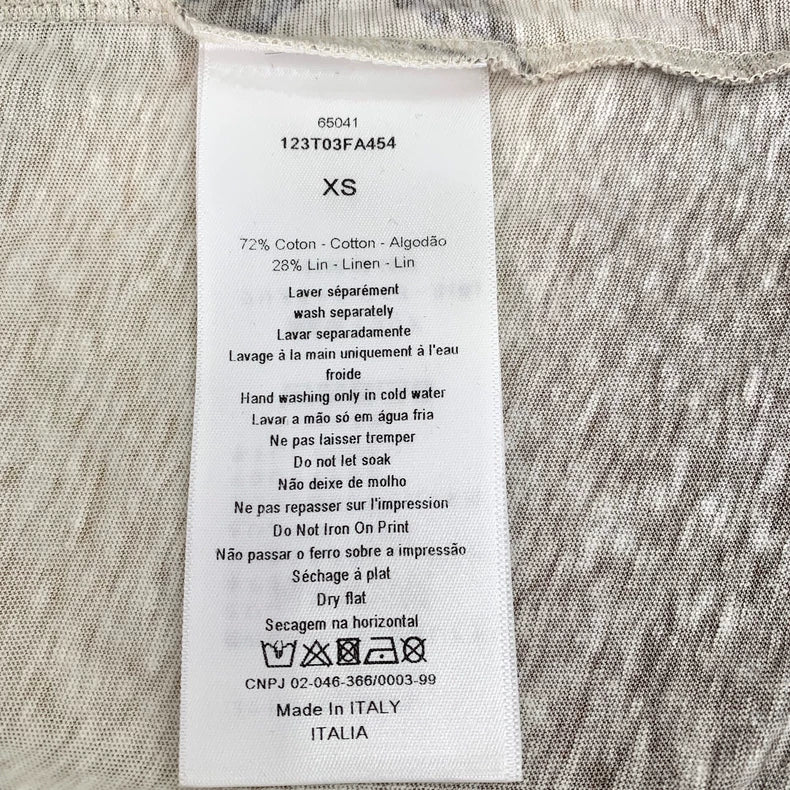 65041
123T03FA454
XS
72% Coton - Cotton - Algodão
28% Lin - Linen - Lin
Laver séparément
wash separately
Lavar separadamente
Lavage à la main uniquement à l'eau
froide
Hand washing only in cold water
Lavar a mão só em água fria
Ne pas laisser tremper
Do not let soak
Não deixe de molho
Ne pas repasser sur l'impression
Do Not Iron On Print
Não passar o ferro sobre a impressão
Séchage à plat
Dry flat
Secagem na horizontal
CNPJ 02-046-366/0003-99
Made In ITALY
ITALIA